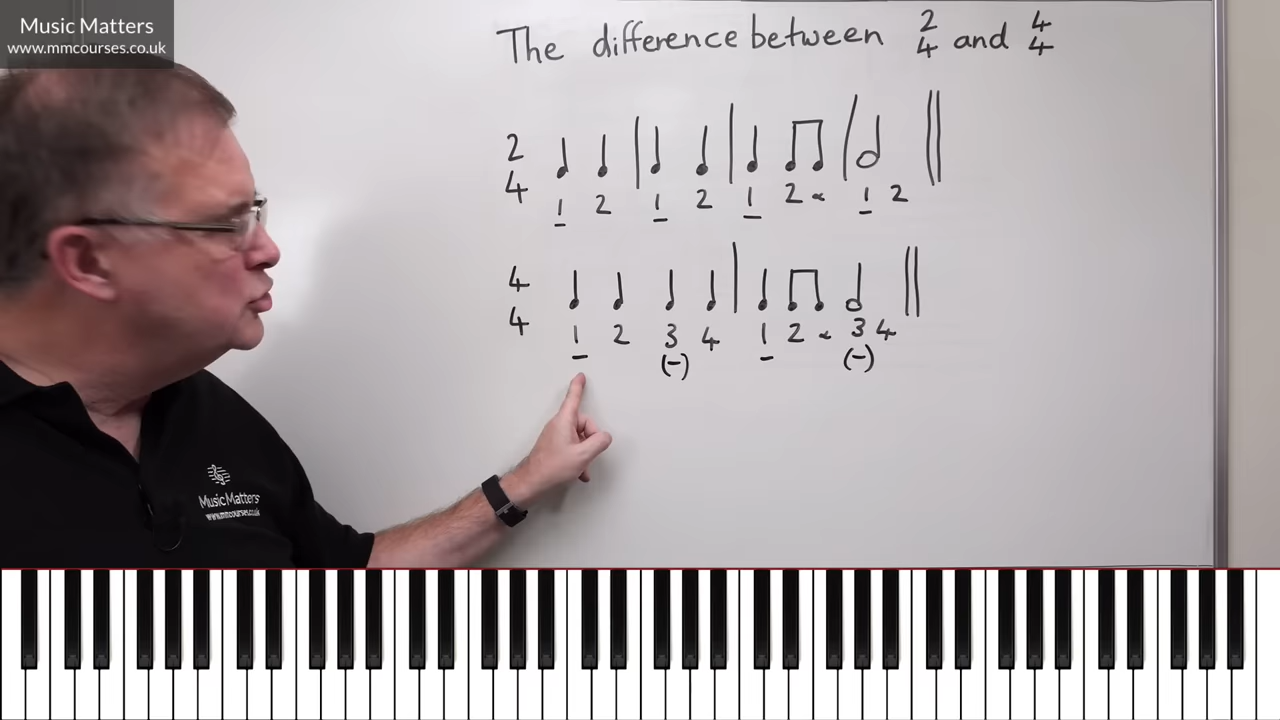 Music Matters
www.mmcourses.co.uk
The difference between 2/4 and 4/4
2
4
1 2 1 2 1 2 & 1 2
4
4
1 2 3 4 1 2 & 3 4
(-) (-)
Music Matters
www.mmcourses.co.uk